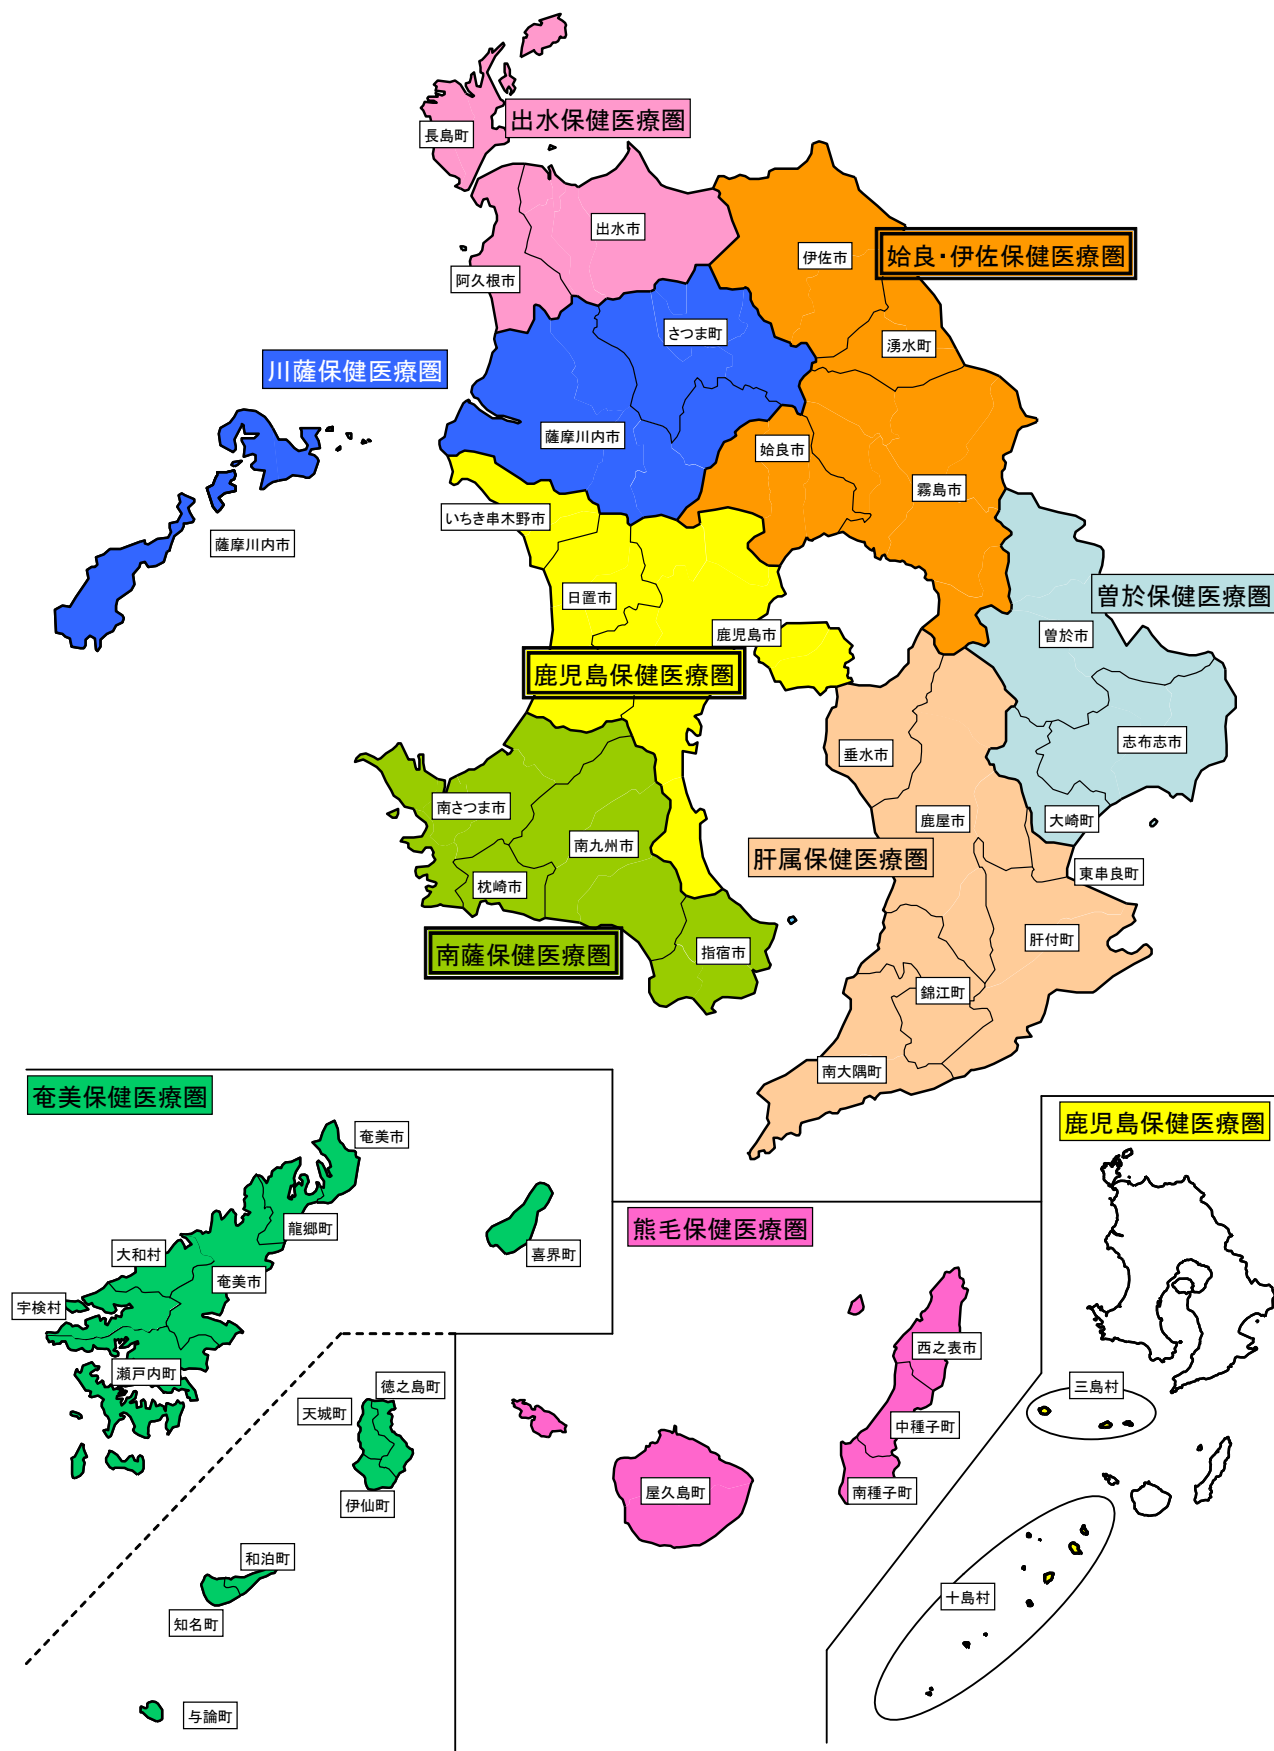 出水保健医療圏
長島町
出水市
阿久根市
伊佐市
姶良・伊佐保健医療圏
さつま町
湧水町
川薩保健医療圏
薩摩川内市
姶良市
霧島市
いちき串木野市
薩摩川内市
日置市
曽於保健医療圏
鹿児島市
曽於市
鹿児島保健医療圏
垂水市
志布志市
南さつま市
鹿屋市
大崎町
南九州市
肝属保健医療圏
東串良町
枕崎市
肝付町
南薩保健医療圏
指宿市
錦江町
南大隅町
奄美保健医療圏
奄美市
龍郷町
大和村
奄美市
宇検村
瀬戸内町
喜界町
徳之島町
天城町
伊仙町
和泊町
知名町
与論町
熊毛保健医療圏
西之表市
中種子町
屋久島町
南種子町
鹿児島保健医療圏
三島村
十島村